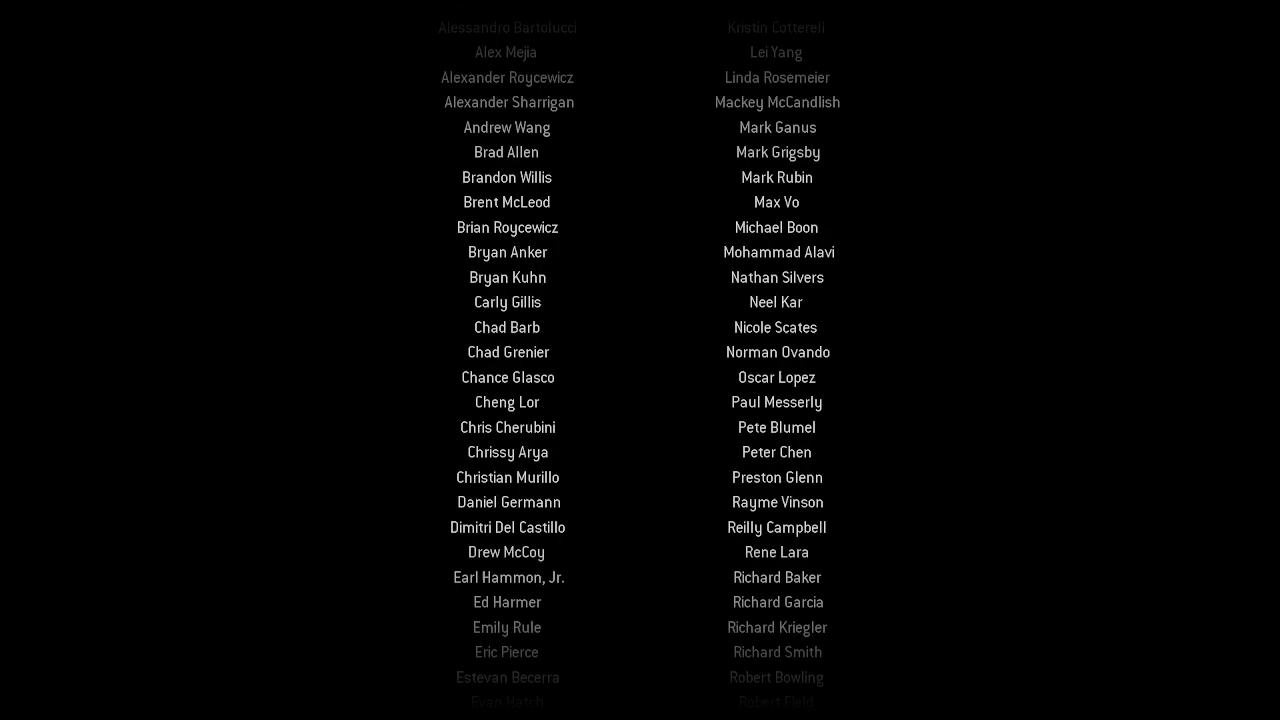 Alessandro Bartolucci
Alex Mejia
Alexander Roycewicz
Alexander Sharrigan
Andrew Wang
Brad Allen
Brandon Willis
Brent McLeod
Brian Roycewicz
Bryan Anker
Bryan Kuhn
Carly Gillis
Chad Barb
Chad Grenier
Chance Glasco
Cheng Lor
Chris Cherubini
Chrissy Arya
Christian Murillo
Daniel Germann
Dimitri Del Castillo
Drew McCoy
Earl Hammon, Jr.
Ed Harmer
Emily Rule
Eric Pierce
Estevan Becerra
Evan Hatch
Kristin Cotterell
Lei Yang
Linda Rosemeier
Mackey McCandlish
Mark Ganus
Mark Grigsby
Mark Rubin
Max Vo
Michael Boon
Mohammad Alavi
Nathan Silvers
Neel Kar
Nicole Scates
Norman Ovando
Oscar Lopez
Paul Messerly
Pete Blumel
Peter Chen
Preston Glenn
Rayme Vinson
Reilly Campbell
Rene Lara
Richard Baker
Richard Garcia
Richard Kriegler
Richard Smith
Robert Bowling
Robert Field